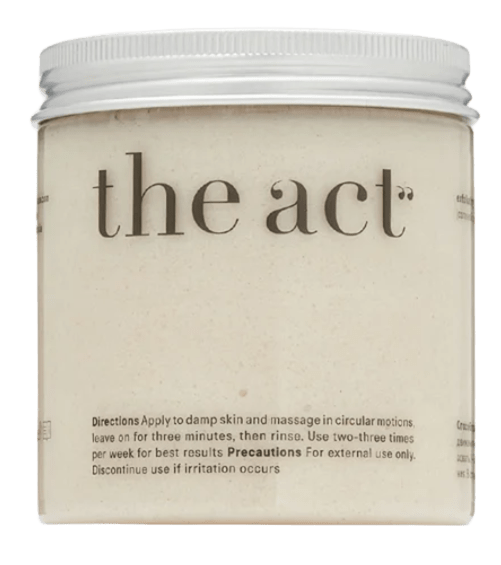 the act”
Directions Apply to damp skin and massage in circular motions,
leave on for three minutes, then rinse. Use two-three times
per week for best results Precautions For external use only.
Discontinue use if irritation occurs